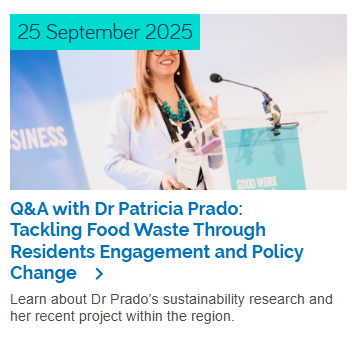 25 September 2025
SINESS
GOOD WORK
Q&A with Dr Patricia Prado:
Tackling Food Waste Through
Residents Engagement and Policy
Change
Learn about Dr Prado's sustainability research and
her recent project within the region.